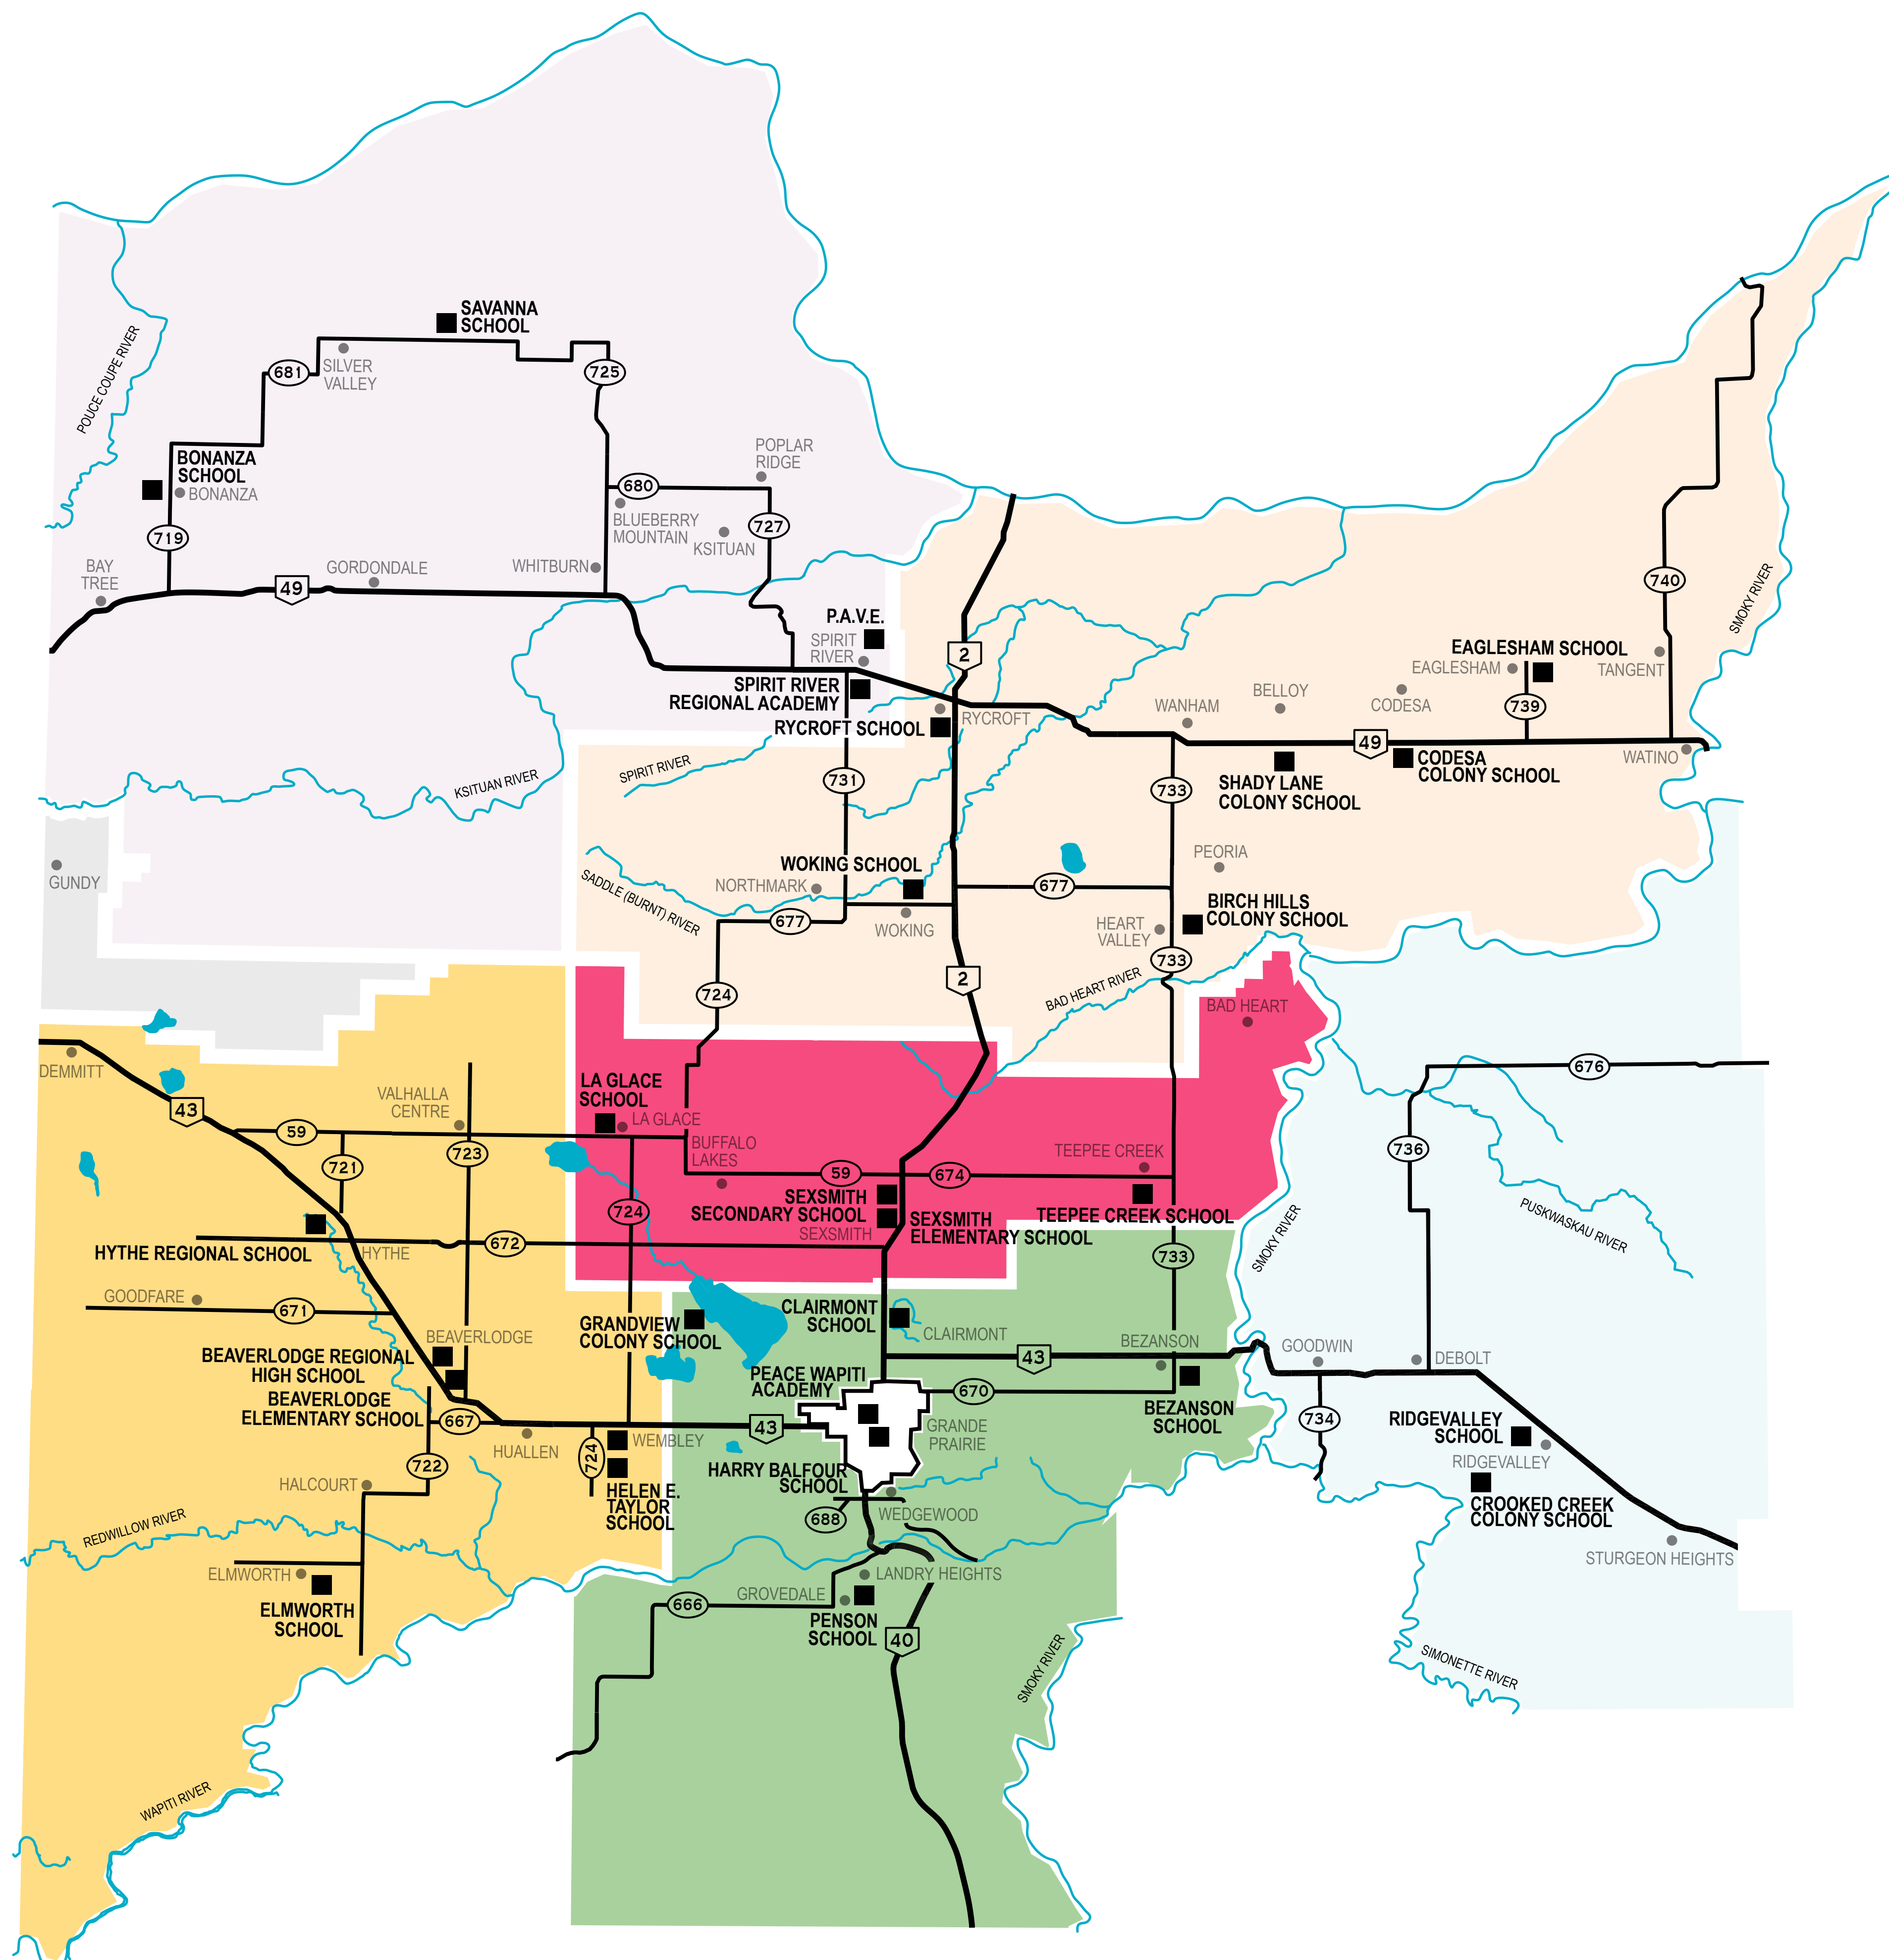 SAVANNA
SCHOOL
POUCE COUPE RIVER
681
SILVER
VALLEY
725
BONANZA
SCHOOL
BONANZA
719
POPLAR
RIDGE
680
BLUEBERRY
MOUNTAIN
KSITUAN
727
BAY
TREE
49
GORDONDALE
WHITBURN
740
SMOKY RIVER
P.A.V.E.
SPIRIT
RIVER
2
EAGLESHAM SCHOOL
EAGLESHAM
TANGENT
SPIRIT RIVER
REGIONAL ACADEMY
RYCROFT SCHOOL
RYCROFT
WANHAM
BELLOY
CODESA
739
49
WATINO
CODESA
COLONY SCHOOL
SHADY LANE
COLONY SCHOOL
KSITUAN RIVER
SPIRIT RIVER
731
733
GUNDY
WOKING SCHOOL
NORTHMARK
SADDLE (BURNT) RIVER
677
WOKING
677
PEORIA
BIRCH HILLS
COLONY SCHOOL
HEART
VALLEY
733
724
2
BAD HEART RIVER
BAD HEART
DEMMITT
43
VALHALLA
CENTRE
LA GLACE
SCHOOL
LA GLACE
676
59
721
723
BUFFALO
LAKES
59
674
TEEPEE CREEK
736
724
SEXSMITH
SECONDARY SCHOOL
SEXSMITH
SEXSMITH
ELEMENTARY SCHOOL
TEEPEE CREEK SCHOOL
PUSKWASKAU RIVER
SMOKY RIVER
HYTHE REGIONAL SCHOOL
HYTHE
672
733
GOODFARE
671
GRANDVIEW
COLONY SCHOOL
CLAIRMONT
SCHOOL
CLAIRMONT
BEAVERLODGE
BEAVERLODGE REGIONAL
HIGH SCHOOL
BEAVERLODGE
ELEMENTARY SCHOOL
43
BEZANSON
GOODWIN
DEBOLT
PEACE WAPITI
ACADEMY
670
BEZANSON
SCHOOL
667
HUALLEN
43
GRANDE
PRAIRIE
734
RIDGEVALLEY
SCHOOL
RIDGEVALLEY
722
724
WEMBLEY
HARRY BALFOUR
SCHOOL
HALCOURT
HELEN E.
TAYLOR
SCHOOL
688
WEDGEWOOD
CROOKED CREEK
COLONY SCHOOL
REDWILLOW RIVER
STURGEON HEIGHTS
ELMWORTH
ELMWORTH
SCHOOL
LANDRY HEIGHTS
GROVEDALE
666
PENSON
SCHOOL
40
SMOKY RIVER
SIMONETTE RIVER
WAPITI RIVER